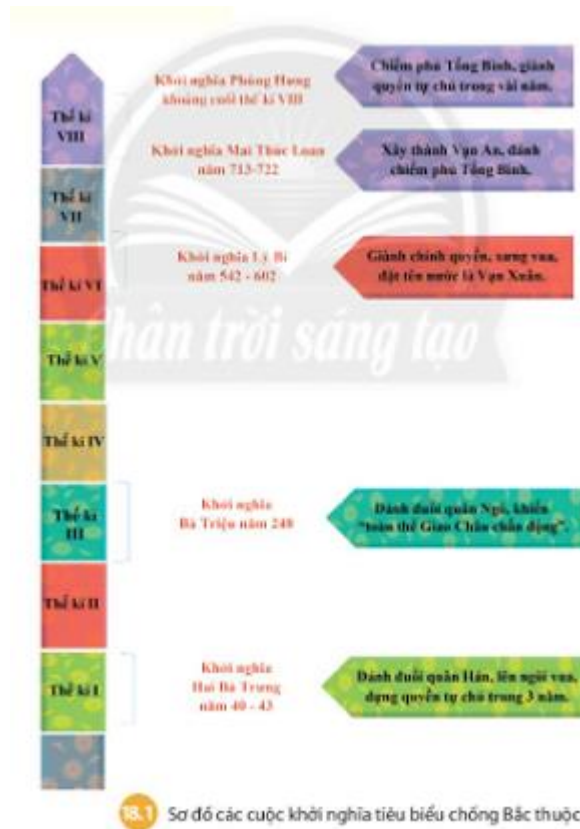 Khởi nghĩa Phùng Hưng
khoảng cuối thế kỉ VIII
Chiếm phủ Tống Bình, giành
quyền tự chủ trong vài năm.
Thế kỉ
VIII
Khởi nghĩa Mai Thúc Loan
năm 713-722
Xây thành Vạn An, đánh
chiếm phủ Tống Bình.
Thế kỉ
VII
Khởi nghĩa Lý Bí
năm 542 - 602
Giành chính quyền, xưng vua,
đặt tên nước là Vạn Xuân.
Thế kỉ VI
Chân trời sáng tạo
Thế kỉ V
Thế kỉ IV
Thế kỉ
III
Khởi nghĩa
Bà Triệu năm 248
Đánh đuổi quân Ngô, khiến
"toàn thể Giao Châu chấn động".
Thế kỉ II
Thế kỉ I
Khởi nghĩa
Hai Bà Trưng
năm 40 - 43
Đánh đuổi quân Hán, lên ngôi vua,
dựng quyền tự chủ trong 3 năm.
18.1 Sơ đồ các cuộc khởi nghĩa tiêu biểu chống Bắc thuộc